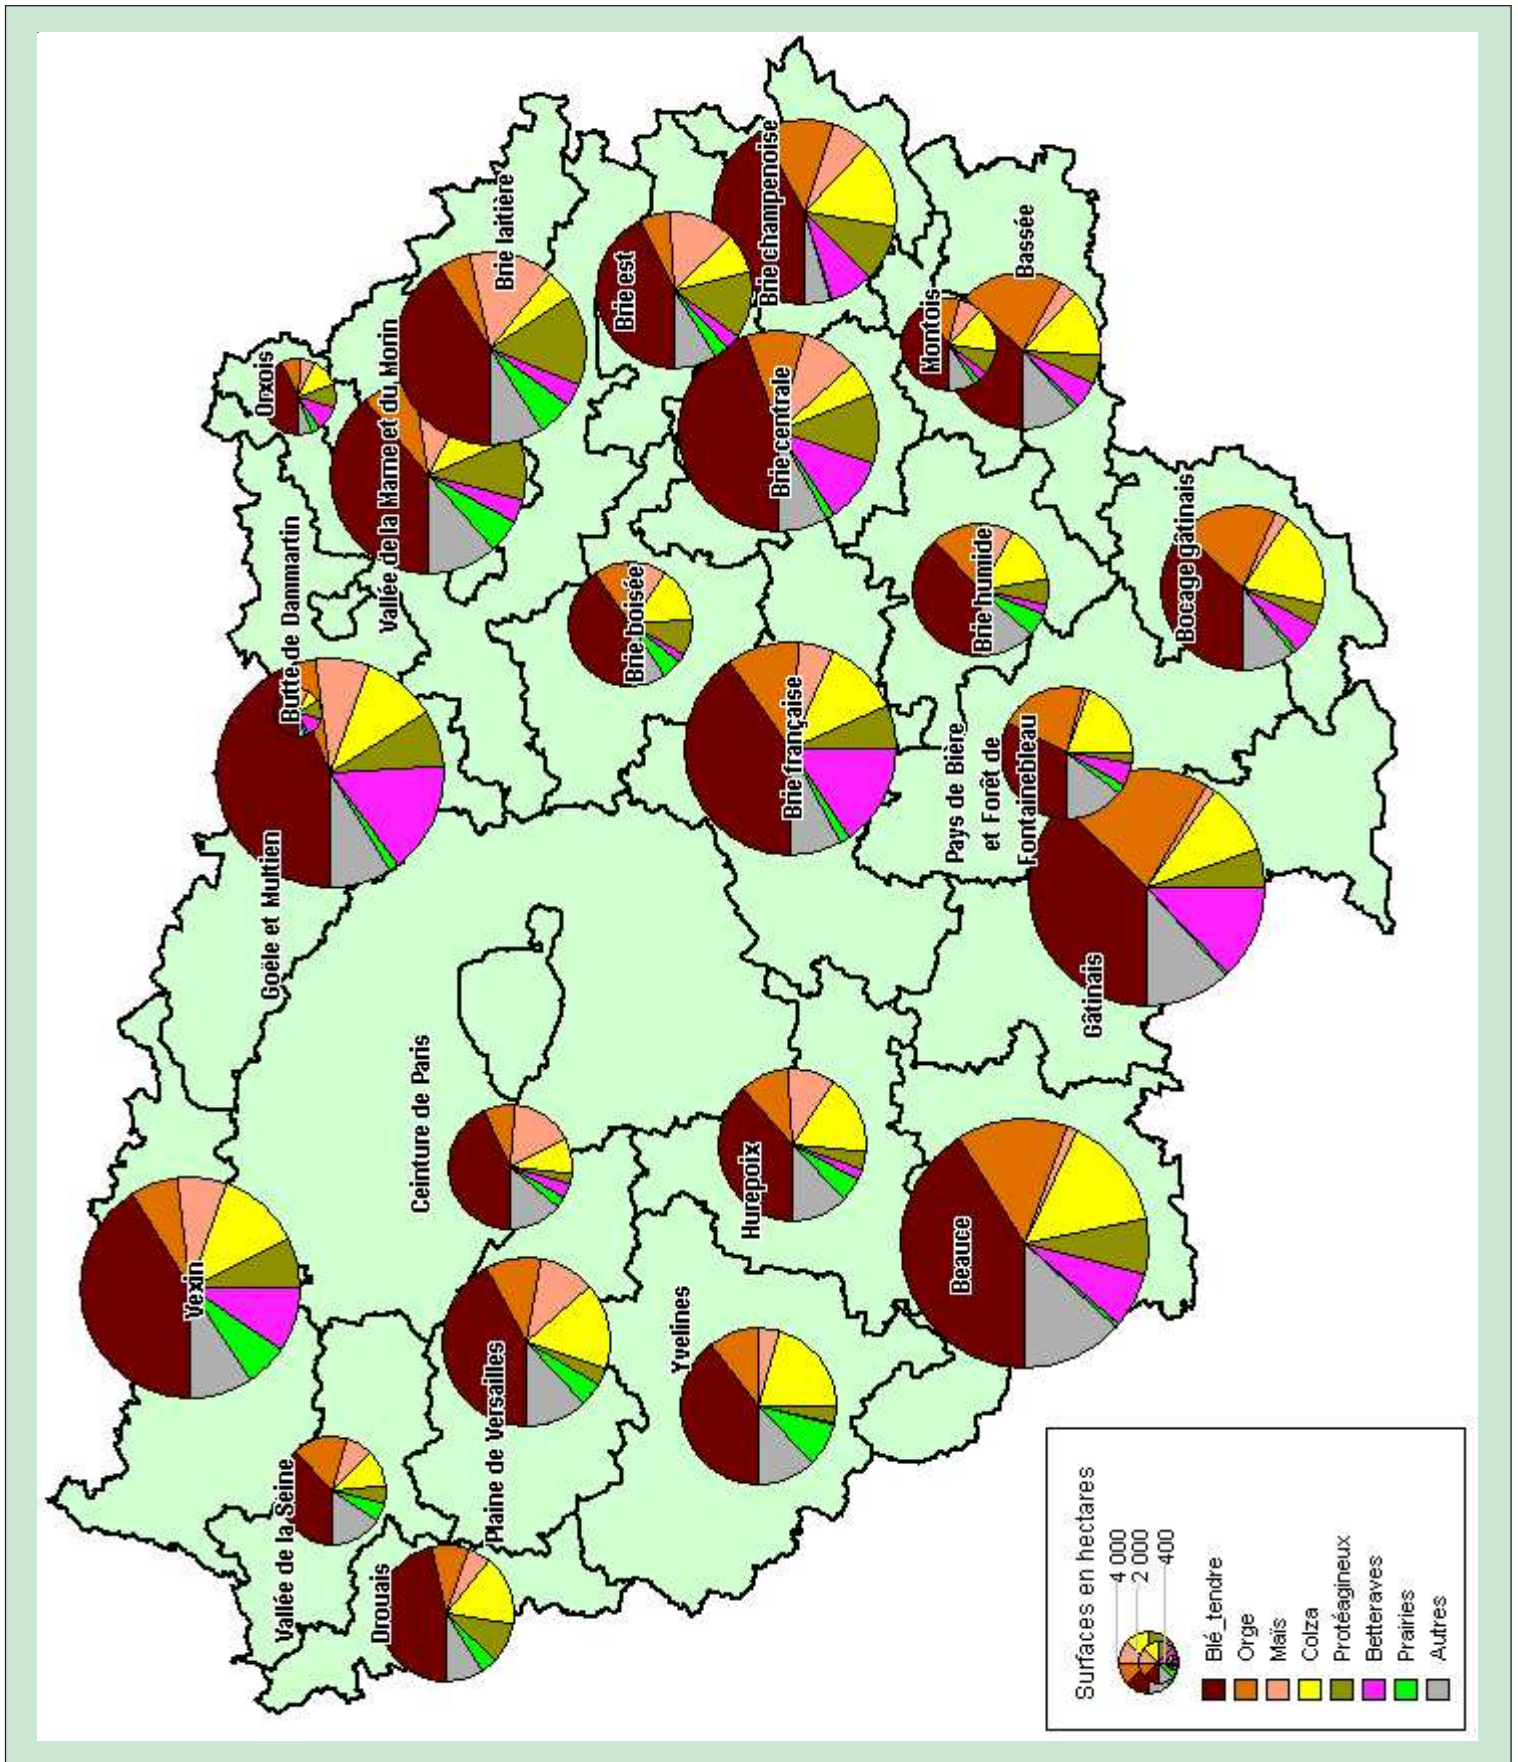 Vexin
Vallée de la Seine
Drouais
Plaine de Versailles
Ceinture de Paris
Yvelines
Hurepoix
Beauce
Goële et Multien
Butte de Dammartin
Orxois
Vallée de la Marne et du Morin
Brie laitière
Brie est
Brie boisée
Brie centrale
Brie champenoise
Brie française
Brie humide
Montois
Bassée
Pays de Bière
et Forêt de
Fontainebleau
Bocage gâtinais
Gâtinais
Surfaces en hectares
4 000
2 000
400
Blé_tendre
Orge
Maïs
Colza
Protéagineux
Betteraves
Prairies
Autres